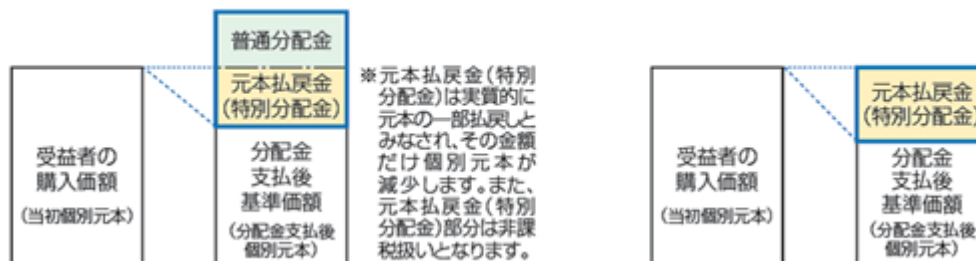 普通分配金
元本払戻金
(特別分配金)
受益者の
購入価額
(当初個別元本)
分配金
支払後
基準価額
(分配金支払後
個別元本)
※元本払戻金(特別
分配金)は実質的に
元本の一部払戻しと
みなされ、その金額
だけ個別元本が
減少します。また、
元本払戻金(特別
分配金)部分は非課
税扱いとなります。
受益者の
購入価額
(当初個別元本)
元本払戻金
(特別分配金)
分配金
支払後
基準価額
(分配金支払後
個別元本)